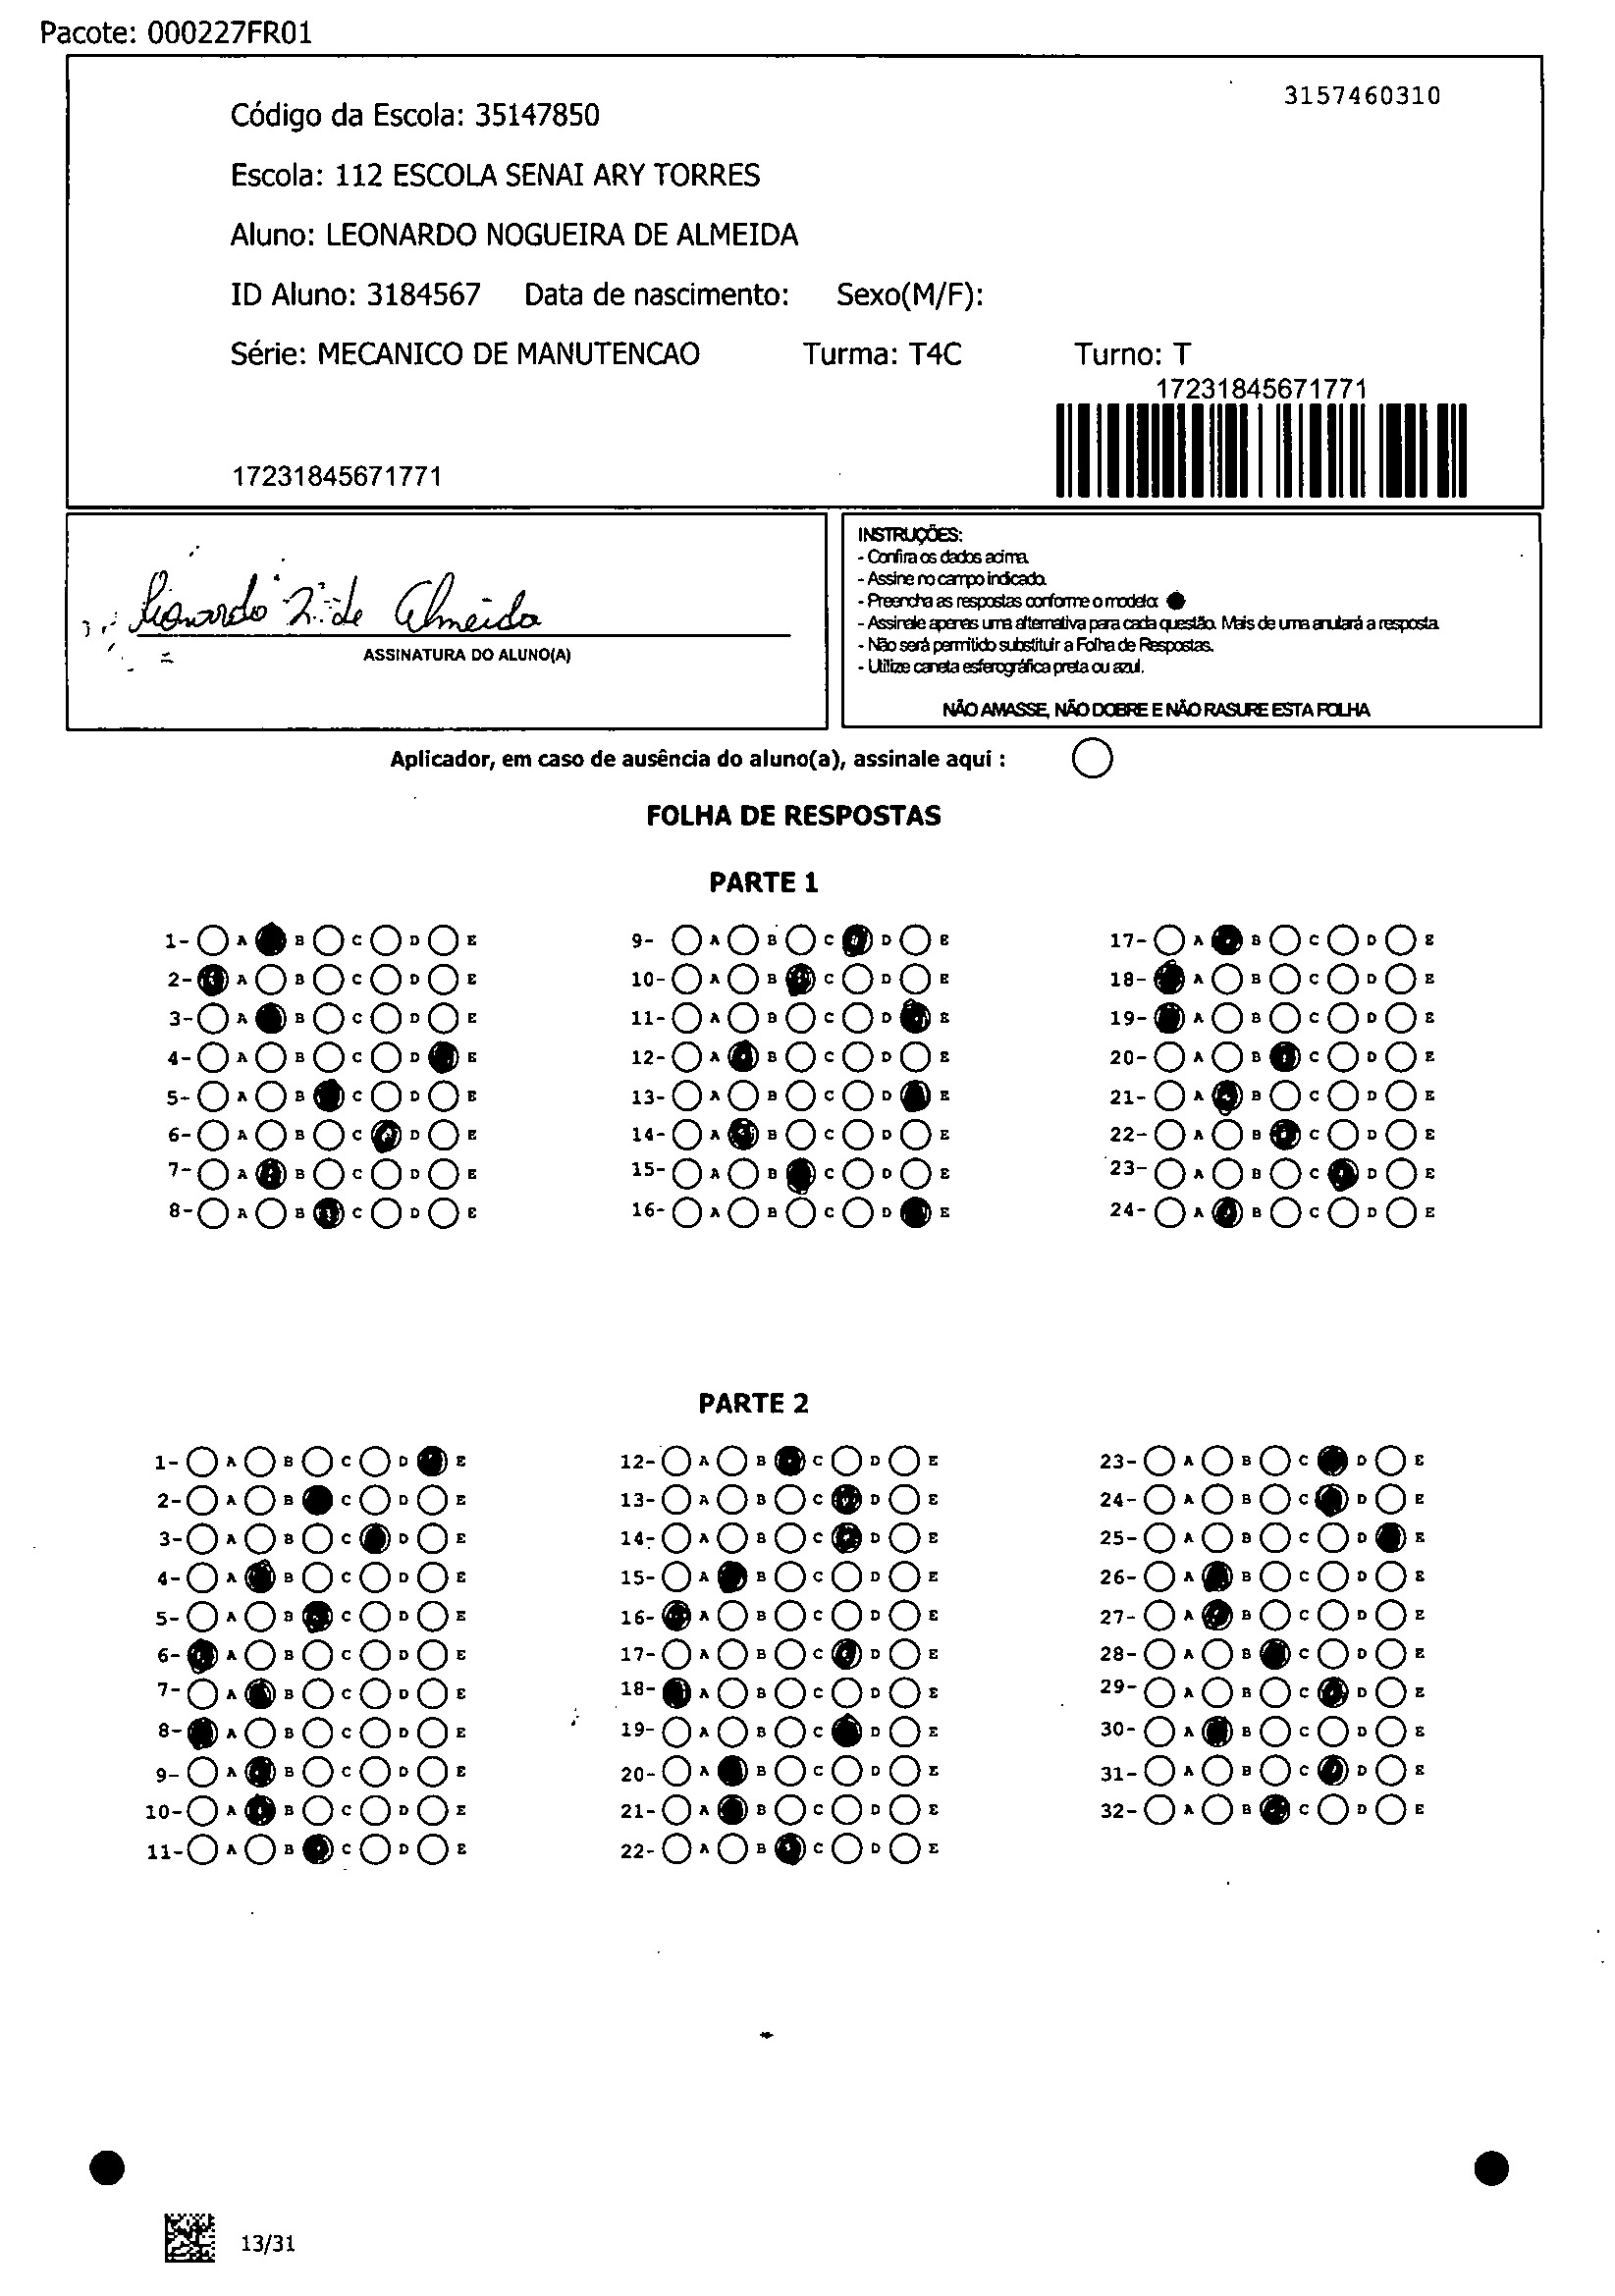 Pacote: 000227FR01
3157460310
Código da Escola: 35147850
Escola: 112 ESCOLA SENAI ARY TORRES
Aluno: LEONARDO NOGUEIRA DE ALMEIDA
ID Aluno: 3184567 Data de nascimento: Sexo(M/F):
Série: MECANICO DE MANUTENCAO Turma: T4C Turno: T
17231845671771
17231845671771
Leonardo N. de Almeida
ASSINATURA DO ALUNO(A)
INSTRUÇÕES:
- Confira os dados acima.
- Assine no campo indicado.
- Preencha as respostas conforme o modelo:
- Assinale apenas uma alternativa para cada questão. Mais de uma anulará a resposta.
- Não será permitido substituir a Folha de Respostas.
- Utilize caneta esferográfica preta ou azul.
NÃO AMASSE, NÃO DOBRE E NÃO RASURE ESTA FOLHA
Aplicador, em caso de ausência do aluno(a), assinale aqui :
FOLHA DE RESPOSTAS
PARTE 1
1- A B C D E 9- A B C D E 17- A B C D E
2- A B C D E 10- A B C D E 18- A B C D E
3- A B C D E 11- A B C D E 19- A B C D E
4- A B C D E 12- A B C D E 20- A B C D E
5- A B C D E 13- A B C D E 21- A B C D E
6- A B C D E 14- A B C D E 22- A B C D E
7- A B C D E 15- A B C D E 23- A B C D E
8- A B C D E 16- A B C D E 24- A B C D E
PARTE 2
1- A B C D E 12- A B C D E 23- A B C D E
2- A B C D E 13- A B C D E 24- A B C D E
3- A B C D E 14- A B C D E 25- A B C D E
4- A B C D E 15- A B C D E 26- A B C D E
5- A B C D E 16- A B C D E 27- A B C D E
6- A B C D E 17- A B C D E 28- A B C D E
7- A B C D E 18- A B C D E 29- A B C D E
8- A B C D E 19- A B C D E 30- A B C D E
9- A B C D E 20- A B C D E 31- A B C D E
10- A B C D E 21- A B C D E 32- A B C D E
11- A B C D E 22- A B C D E
13/31